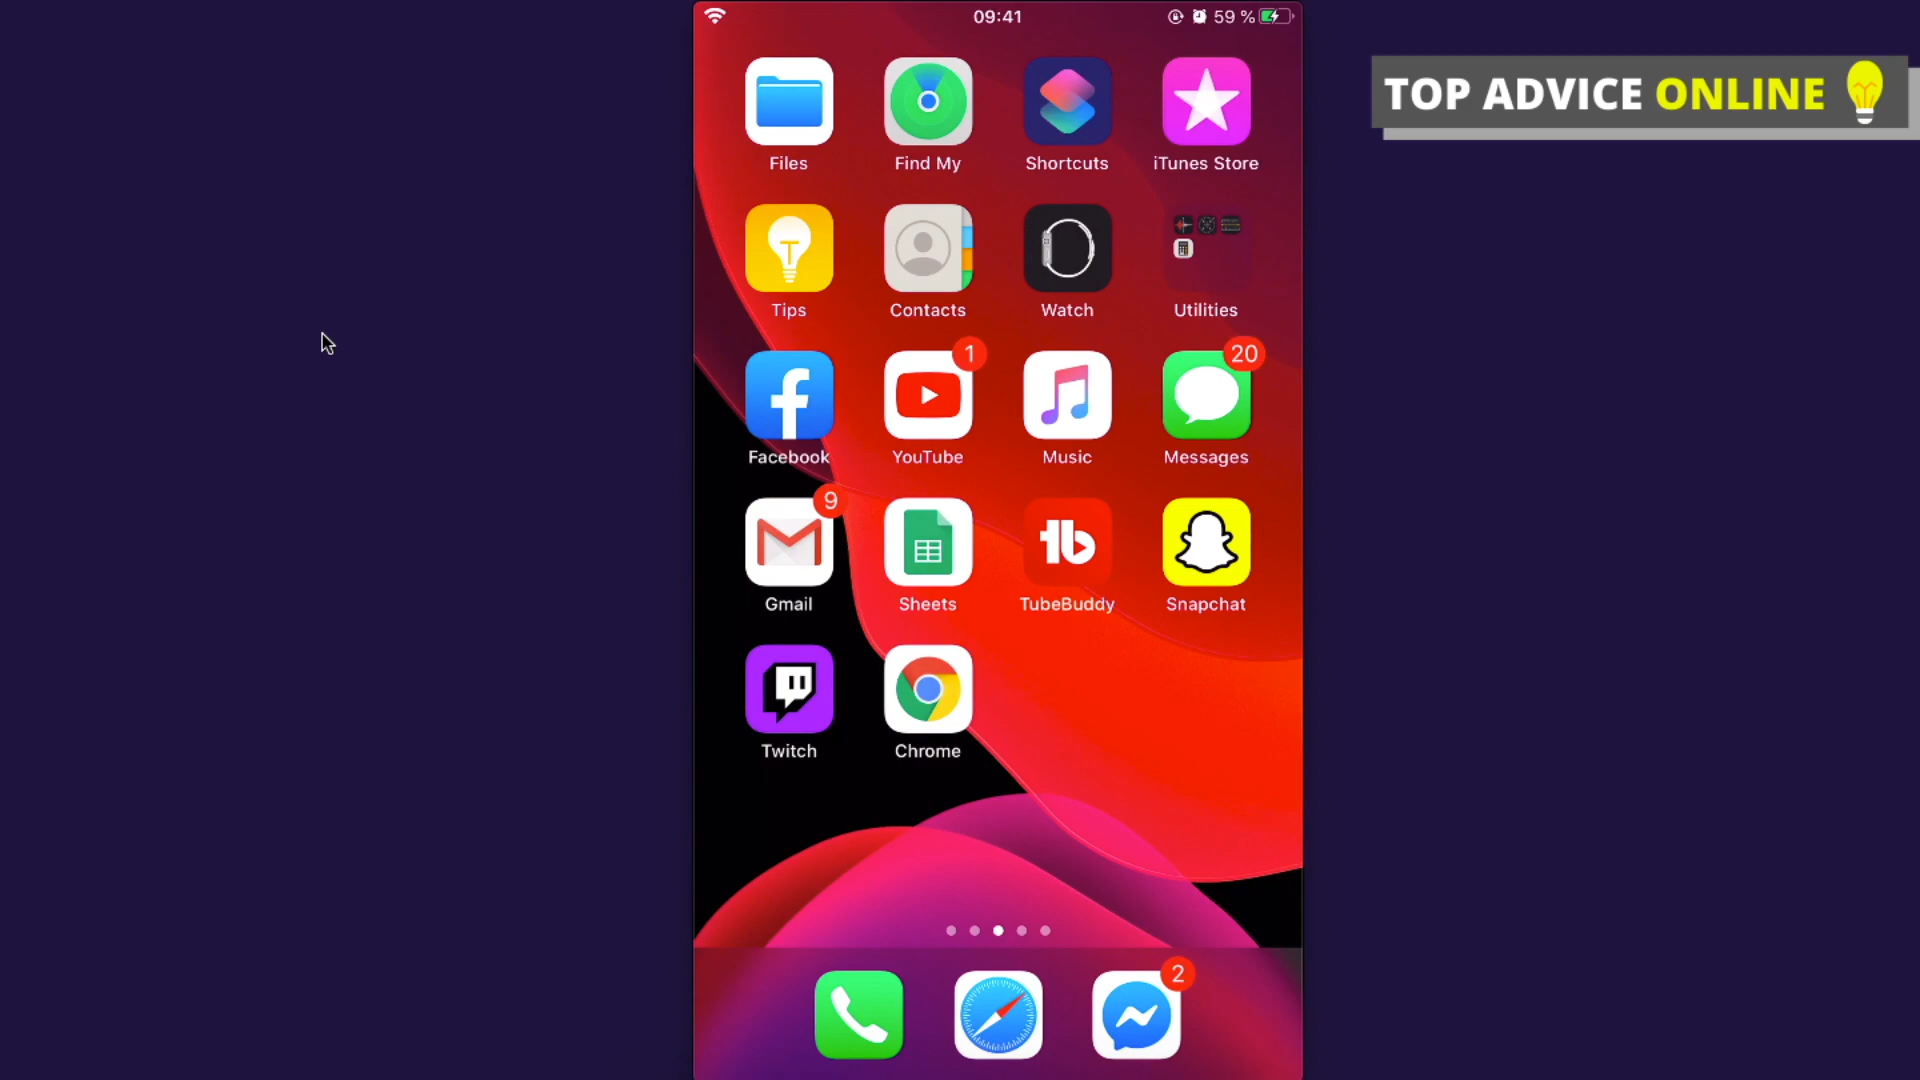 09:41
59 %
TOP ADVICE ONLINE
Files
Find My
Shortcuts
iTunes Store
T
Tips
Contacts
Watch
Utilities
1
20
Facebook
YouTube
Music
Messages
9
Gmail
Sheets
TubeBuddy
Snapchat
Twitch
Chrome
2